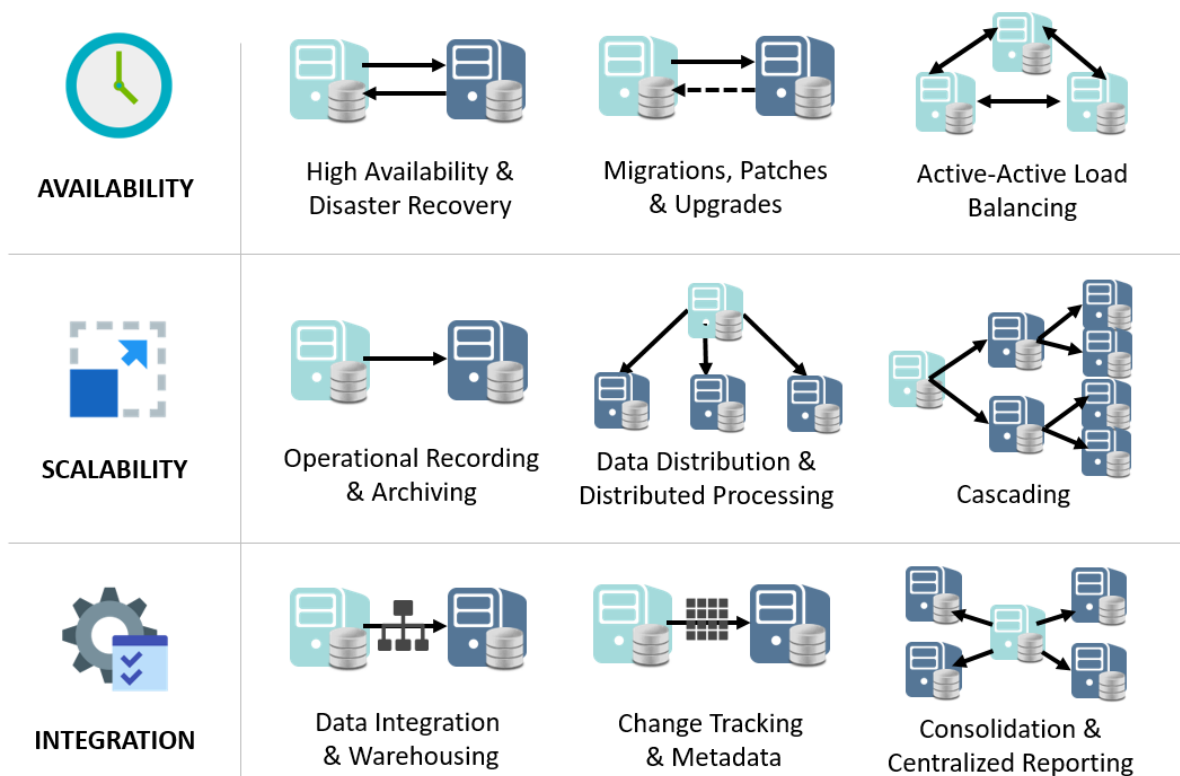 AVAILABILITY
High Availability &
Disaster Recovery
Migrations, Patches
& Upgrades
Active-Active Load
Balancing
SCALABILITY
Operational Recording
& Archiving
Data Distribution &
Distributed Processing
Cascading
INTEGRATION
Data Integration
& Warehousing
Change Tracking
& Metadata
Consolidation &
Centralized Reporting